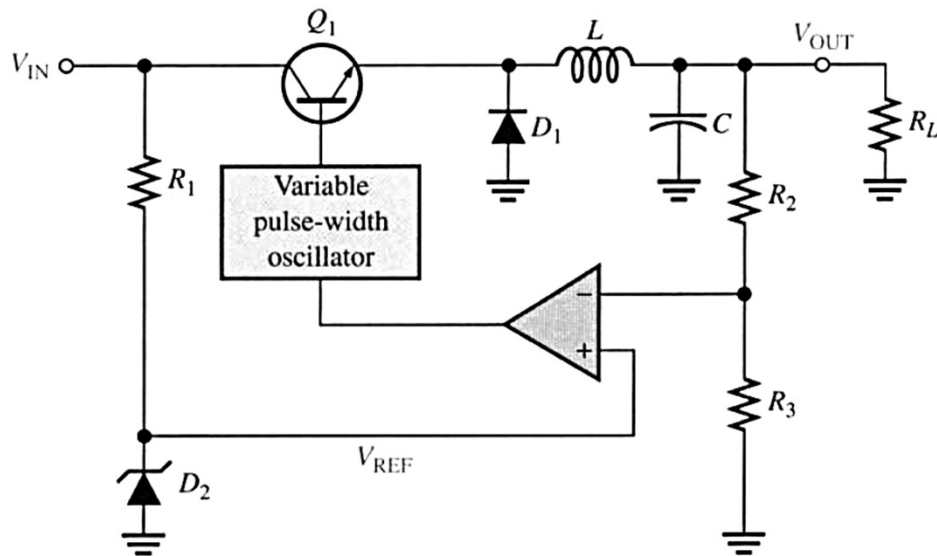 Q1
L
VOUT
VIN
D1
C
RL
R1
Variable
pulse-width
oscillator
R2
−
+
R3
VREF
D2